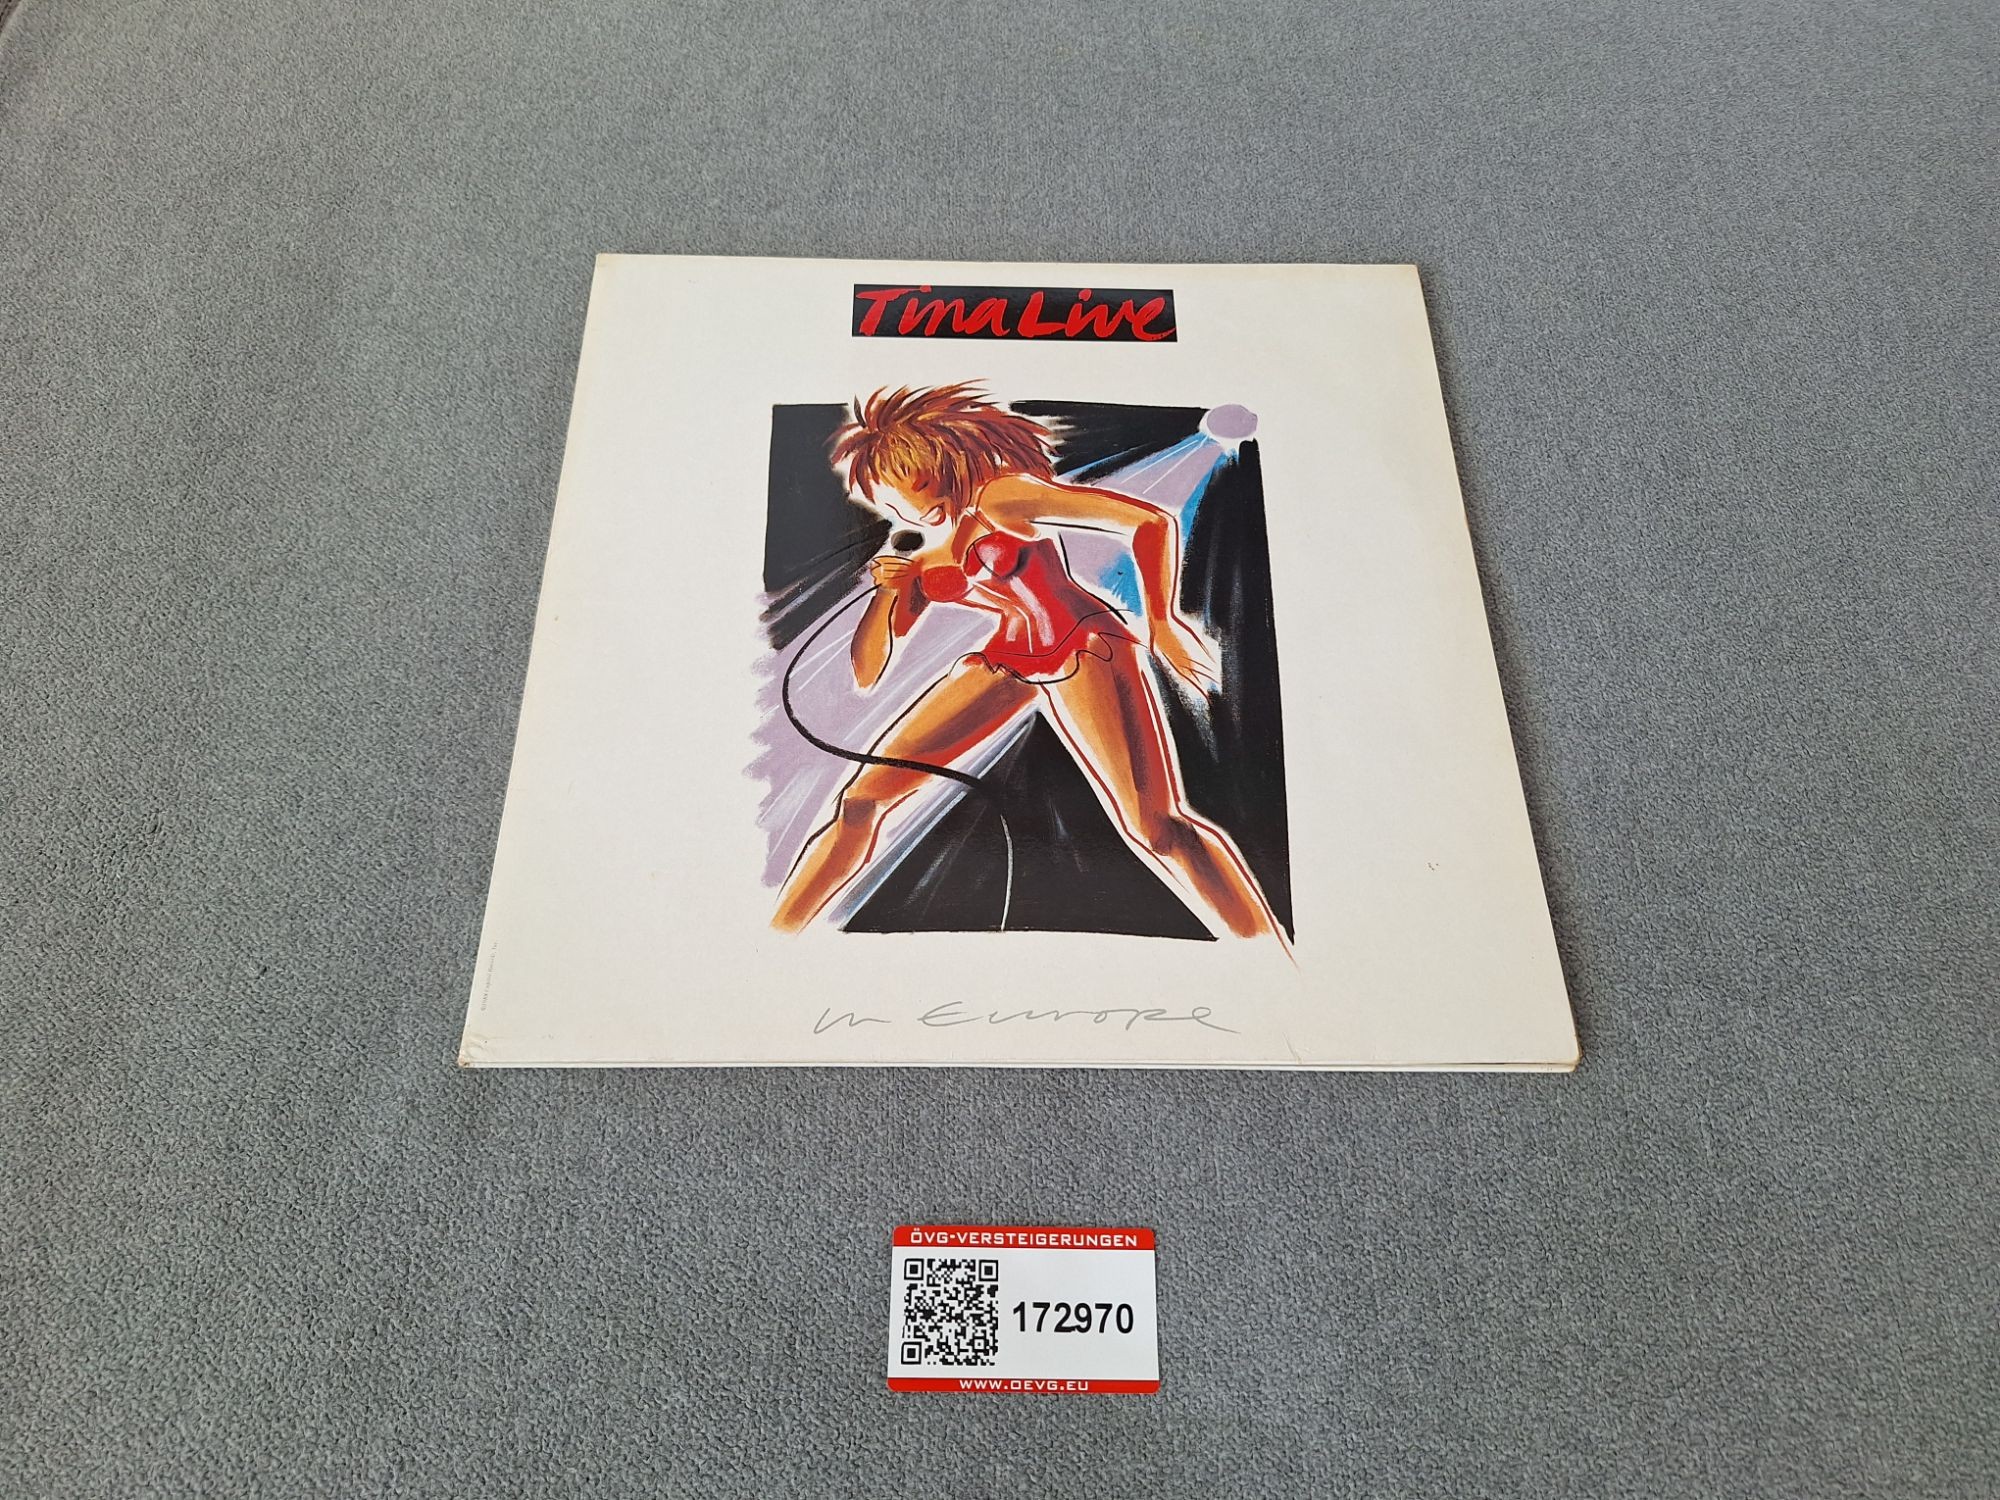 Tina Live
in Europe
ÖVG-VERSTEIGERUNGEN
172970
WWW.OEVG.EU